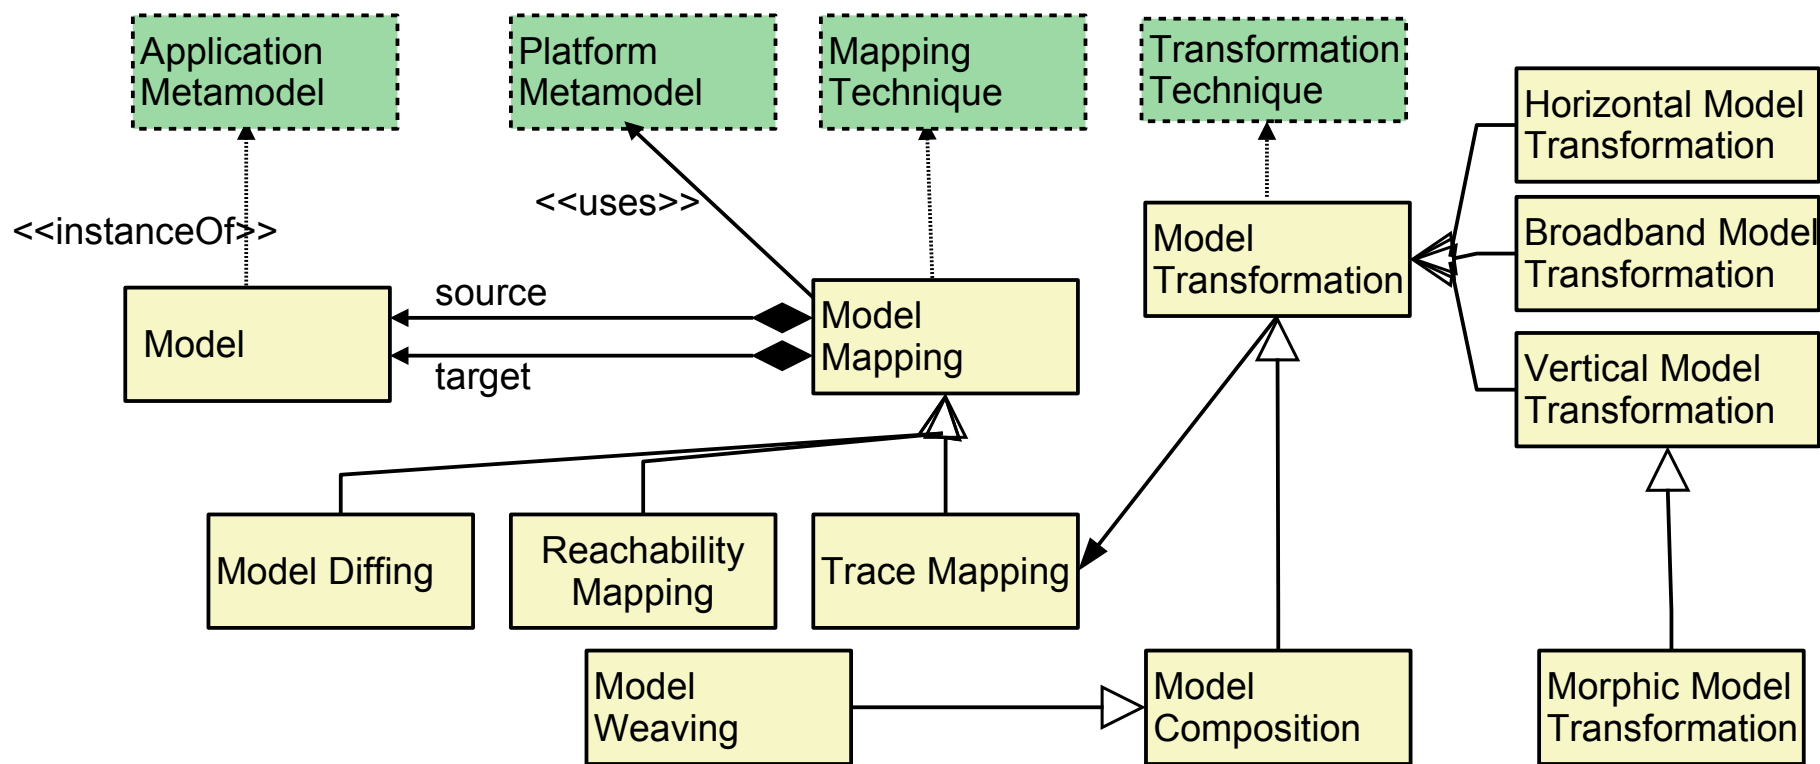 Application
Metamodel
Platform
Metamodel
Mapping
Technique
Transformation
Technique
Horizontal Model
Transformation
<<instanceOf>>
<<uses>>
Model
Transformation
Broadband Model
Transformation
Model
source
target
Model
Mapping
Vertical Model
Transformation
Model Diffing
Reachability
Mapping
Trace Mapping
Model
Weaving
Model
Composition
Morphic Model
Transformation